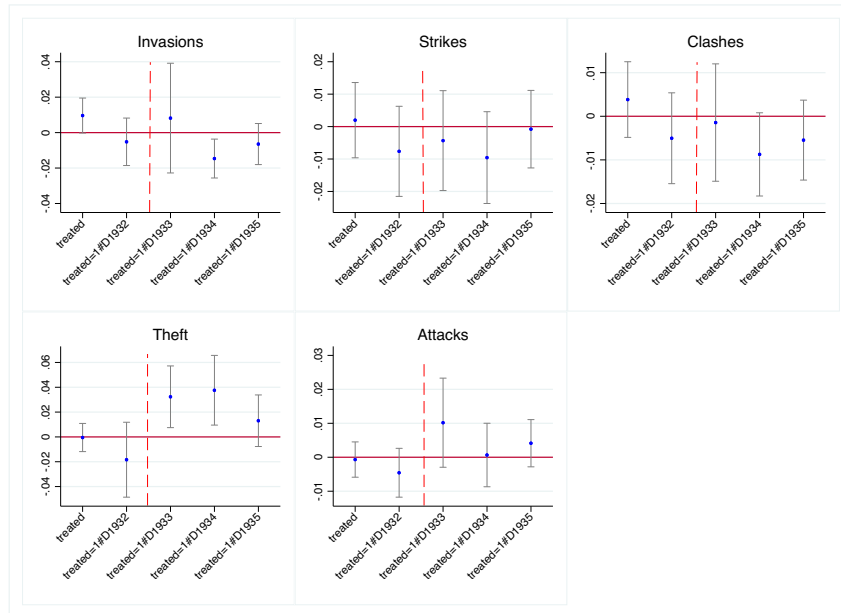 Invasions
.04
.02
0
-.02
-.04
treated
treated=1#D1932
treated=1#D1933
treated=1#D1934
treated=1#D1935
Strikes
.02
.01
0
-.01
-.02
treated
treated=1#D1932
treated=1#D1933
treated=1#D1934
treated=1#D1935
Clashes
.01
0
-.01
-.02
treated
treated=1#D1932
treated=1#D1933
treated=1#D1934
treated=1#D1935
Theft
.06
.04
.02
0
-.02
-.04
treated
treated=1#D1932
treated=1#D1933
treated=1#D1934
treated=1#D1935
Attacks
.03
.02
.01
0
-.01
treated
treated=1#D1932
treated=1#D1933
treated=1#D1934
treated=1#D1935